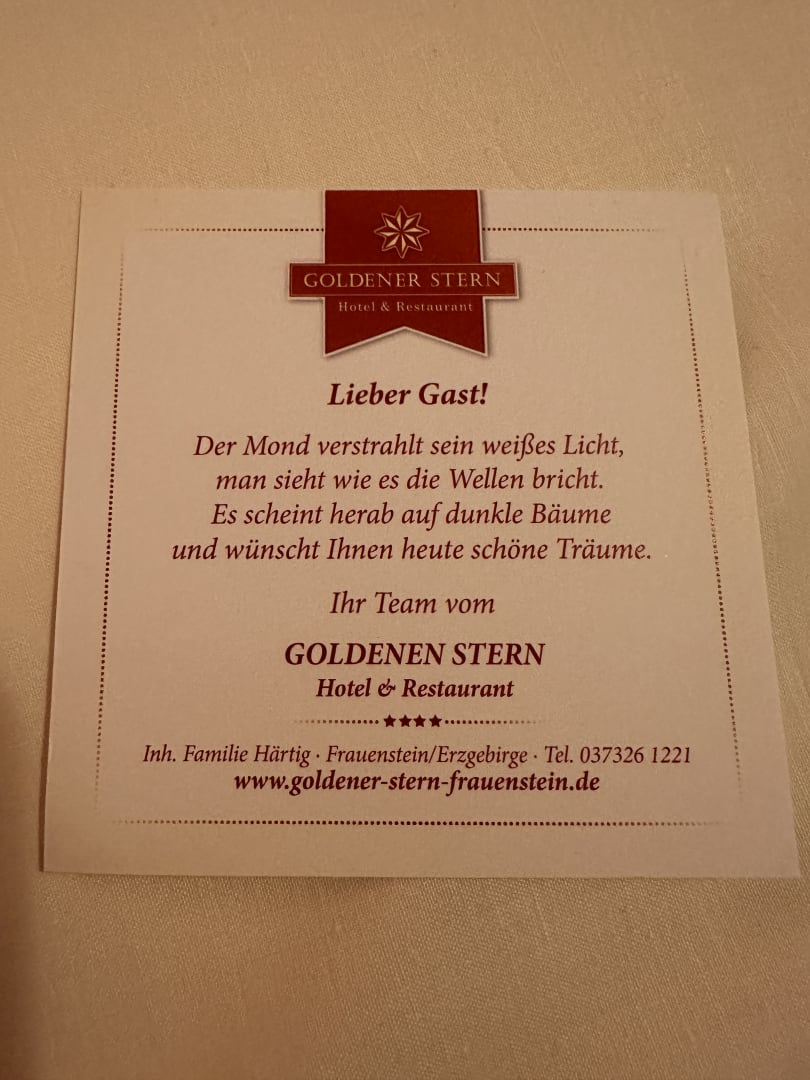 GOLDENER STERN
Hotel & Restaurant
Lieber Gast!
Der Mond verstrahlt sein weißes Licht,
man sieht wie es die Wellen bricht.
Es scheint herab auf dunkle Bäume
und wünscht Ihnen heute schöne Träume.
Ihr Team vom
GOLDENEN STERN
Hotel & Restaurant
Inh. Familie Härtig · Frauenstein/Erzgebirge · Tel. 037326 1221
www.goldener-stern-frauenstein.de